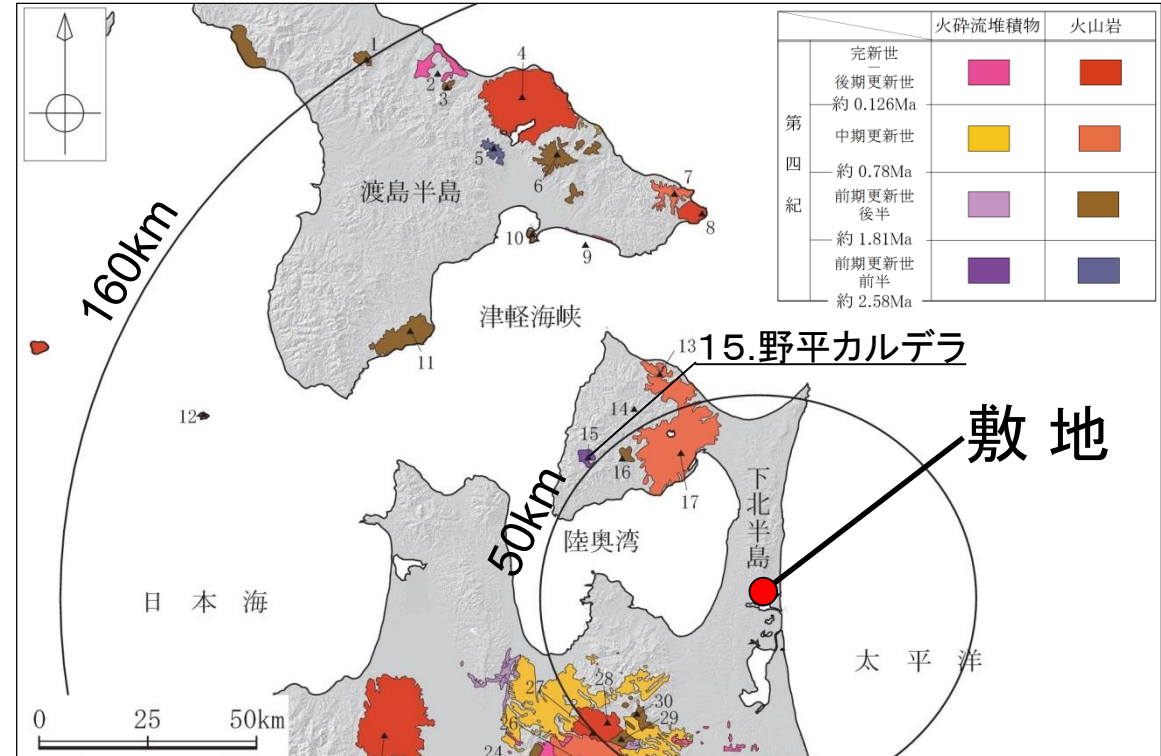 火砕流堆積物 火山岩
第四紀
完新世
－
後期更新世
約 0.126Ma
中期更新世
約 0.78Ma
前期更新世
後半
約 1.81Ma
前期更新世
前半
約 2.58Ma
1
2
3
4
5
6
7
8
9
10
11
12
渡島半島
160km
津軽海峡
13
15.野平カルデラ
14
15
16
17
敷 地
50km
下北半島
陸奥湾
日 本 海
太 平 洋
27
28
30
29
26
24
0 25 50km